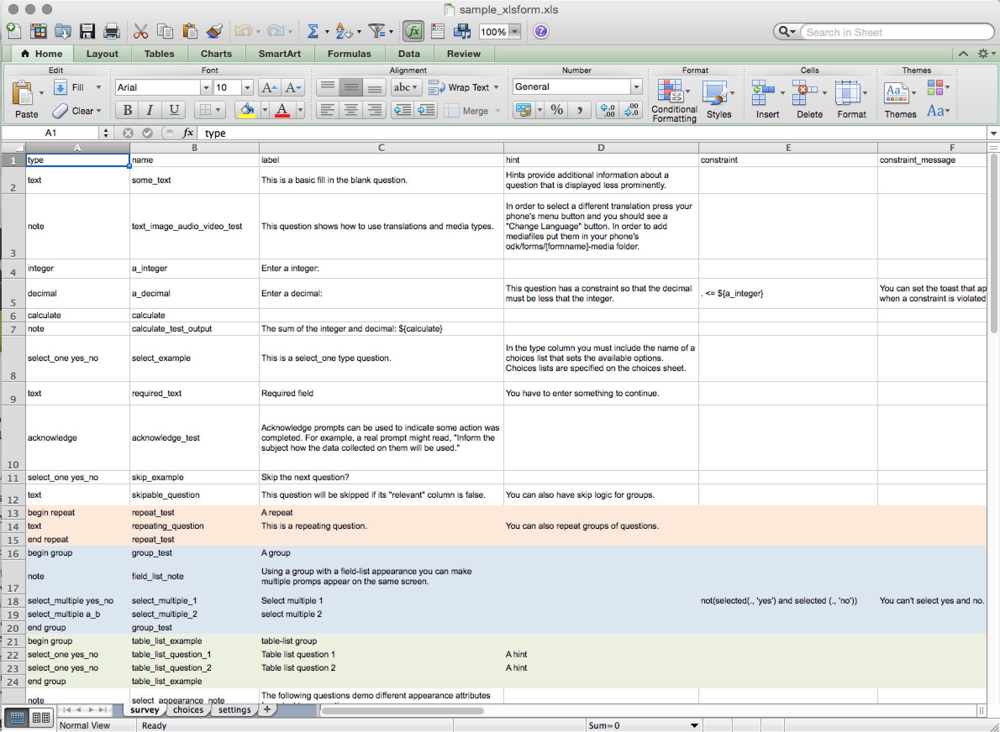 sample_xlsform.xls
100%
Search in Sheet
Home Layout Tables Charts SmartArt Formulas Data Review
Edit Font Alignment Number Format Cells Themes
Paste Fill Clear
Arial 10
A A
B I U A
abc Wrap Text
Merge
General
% , .0 .00 .00 .0
Conditional Formatting Styles
Insert Delete Format
Aa Themes Aa
A1 fx type
A B C D E F
1 type name label hint constraint constraint_message
2 text some_text This is a basic fill in the blank question. Hints provide additional information about a
question that is displayed less prominently.
3 note text_image_audio_video_test This question shows how to use translations and media types. In order to select a different translation press your
phone's menu button and you should see a
"Change Language" button. In order to add
mediafiles put them in your phone's
odk/forms/[formname]-media folder.
4 integer a_integer Enter a integer:
5 decimal a_decimal Enter a decimal: This question has a constraint so that the decimal
must be less that the integer. . <= ${a_integer} You can set the toast that ap
when a constraint is violated
6 calculate calculate
7 note calculate_test_output The sum of the integer and decimal: ${calculate}
8 select_one yes_no select_example This is a select_one type question. In the type column you must include the name of a
choices list that sets the available options.
Choices lists are specified on the choices sheet.
9 text required_text Required field You have to enter something to continue.
10 acknowledge acknowledge_test Acknowledge prompts can be used to indicate some action was
completed. For example, a real prompt might read, "Inform the
subject how the data collected on them will be used."
11 select_one yes_no skip_example Skip the next question?
12 text skipable_question This question will be skipped if its "relevant" column is false. You can also have skip logic for groups.
13 begin repeat repeat_test A repeat
14 text repeating_question This is a repeating question. You can also repeat groups of questions.
15 end repeat repeat_test
16 begin group group_test A group
17 note field_list_note Using a group with a field-list appearance you can make
multiple promps appear on the same screen.
18 select_multiple yes_no select_multiple_1 Select multiple 1 not(selected(., 'yes') and selected (., 'no')) You can't select yes and no.
19 select_multiple a_b select_multiple_2 select multiple 2
20 end group group_test
21 begin group table_list_example table-list group
22 select_one yes_no table_list_question_1 Table list question 1 A hint
23 select_one yes_no table_list_question_2 Table list question 2 A hint
24 end group table_list_example
note select_appearance_note The following questions demo different appearance attributes
survey choices settings +
Normal View Ready Sum=0